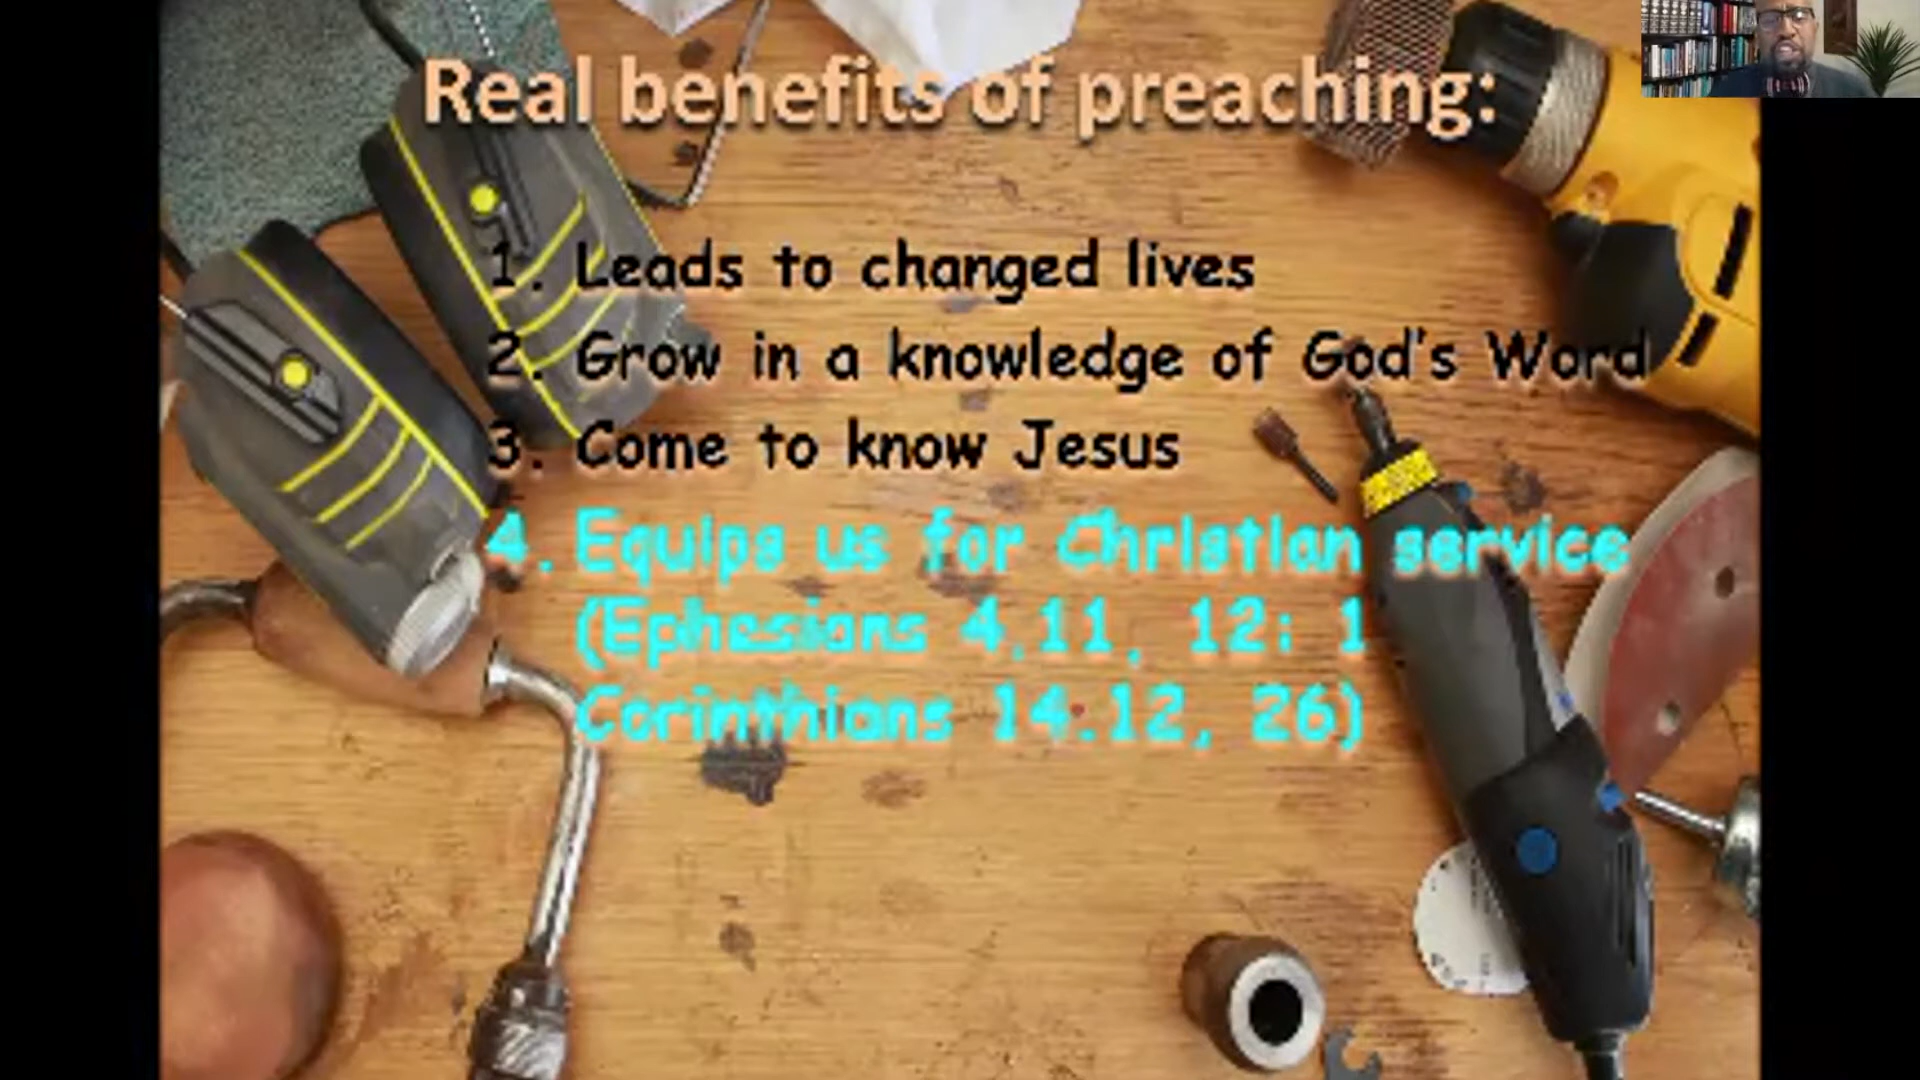 Real benefits of preaching:
1. Leads to changed lives
2. Grow in a knowledge of God's Word
3. Come to know Jesus
4. Equips us for Christian service
(Ephesians 4.11, 12: 1
Corinthians 14:12, 26)